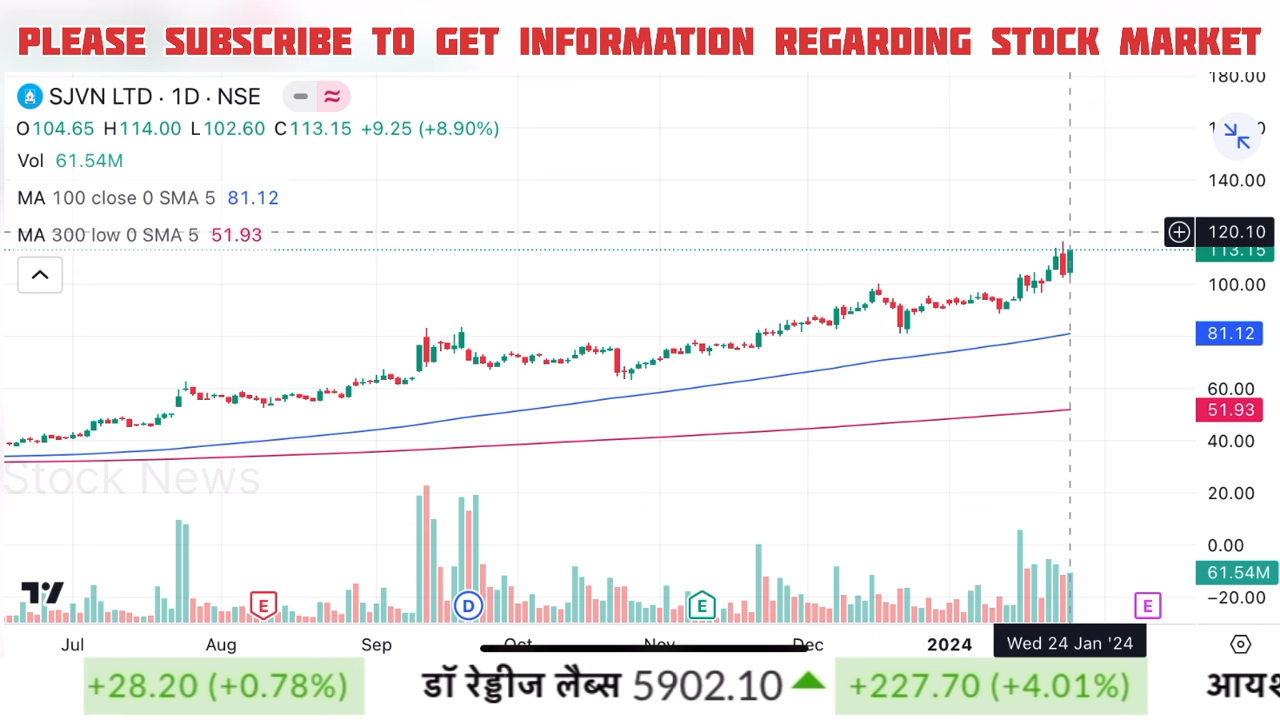 PLEASE SUBSCRIBE TO GET INFORMATION REGARDING STOCK MARKET
SJVN LTD · 1D · NSE
O104.65 H114.00 L102.60 C113.15 +9.25 (+8.90%)
Vol 61.54M
MA 100 close 0 SMA 5 81.12
MA 300 low 0 SMA 5 51.93
180.00
140.00
120.10
113.15
100.00
81.12
60.00
51.93
40.00
20.00
0.00
61.54M
−20.00
Stock News
E D E E
Jul Aug Sep Oct Nov Dec 2024 Wed 24 Jan '24
+28.20 (+0.78%) डॉ रेड्डीज लैब्स 5902.10 +227.70 (+4.01%)